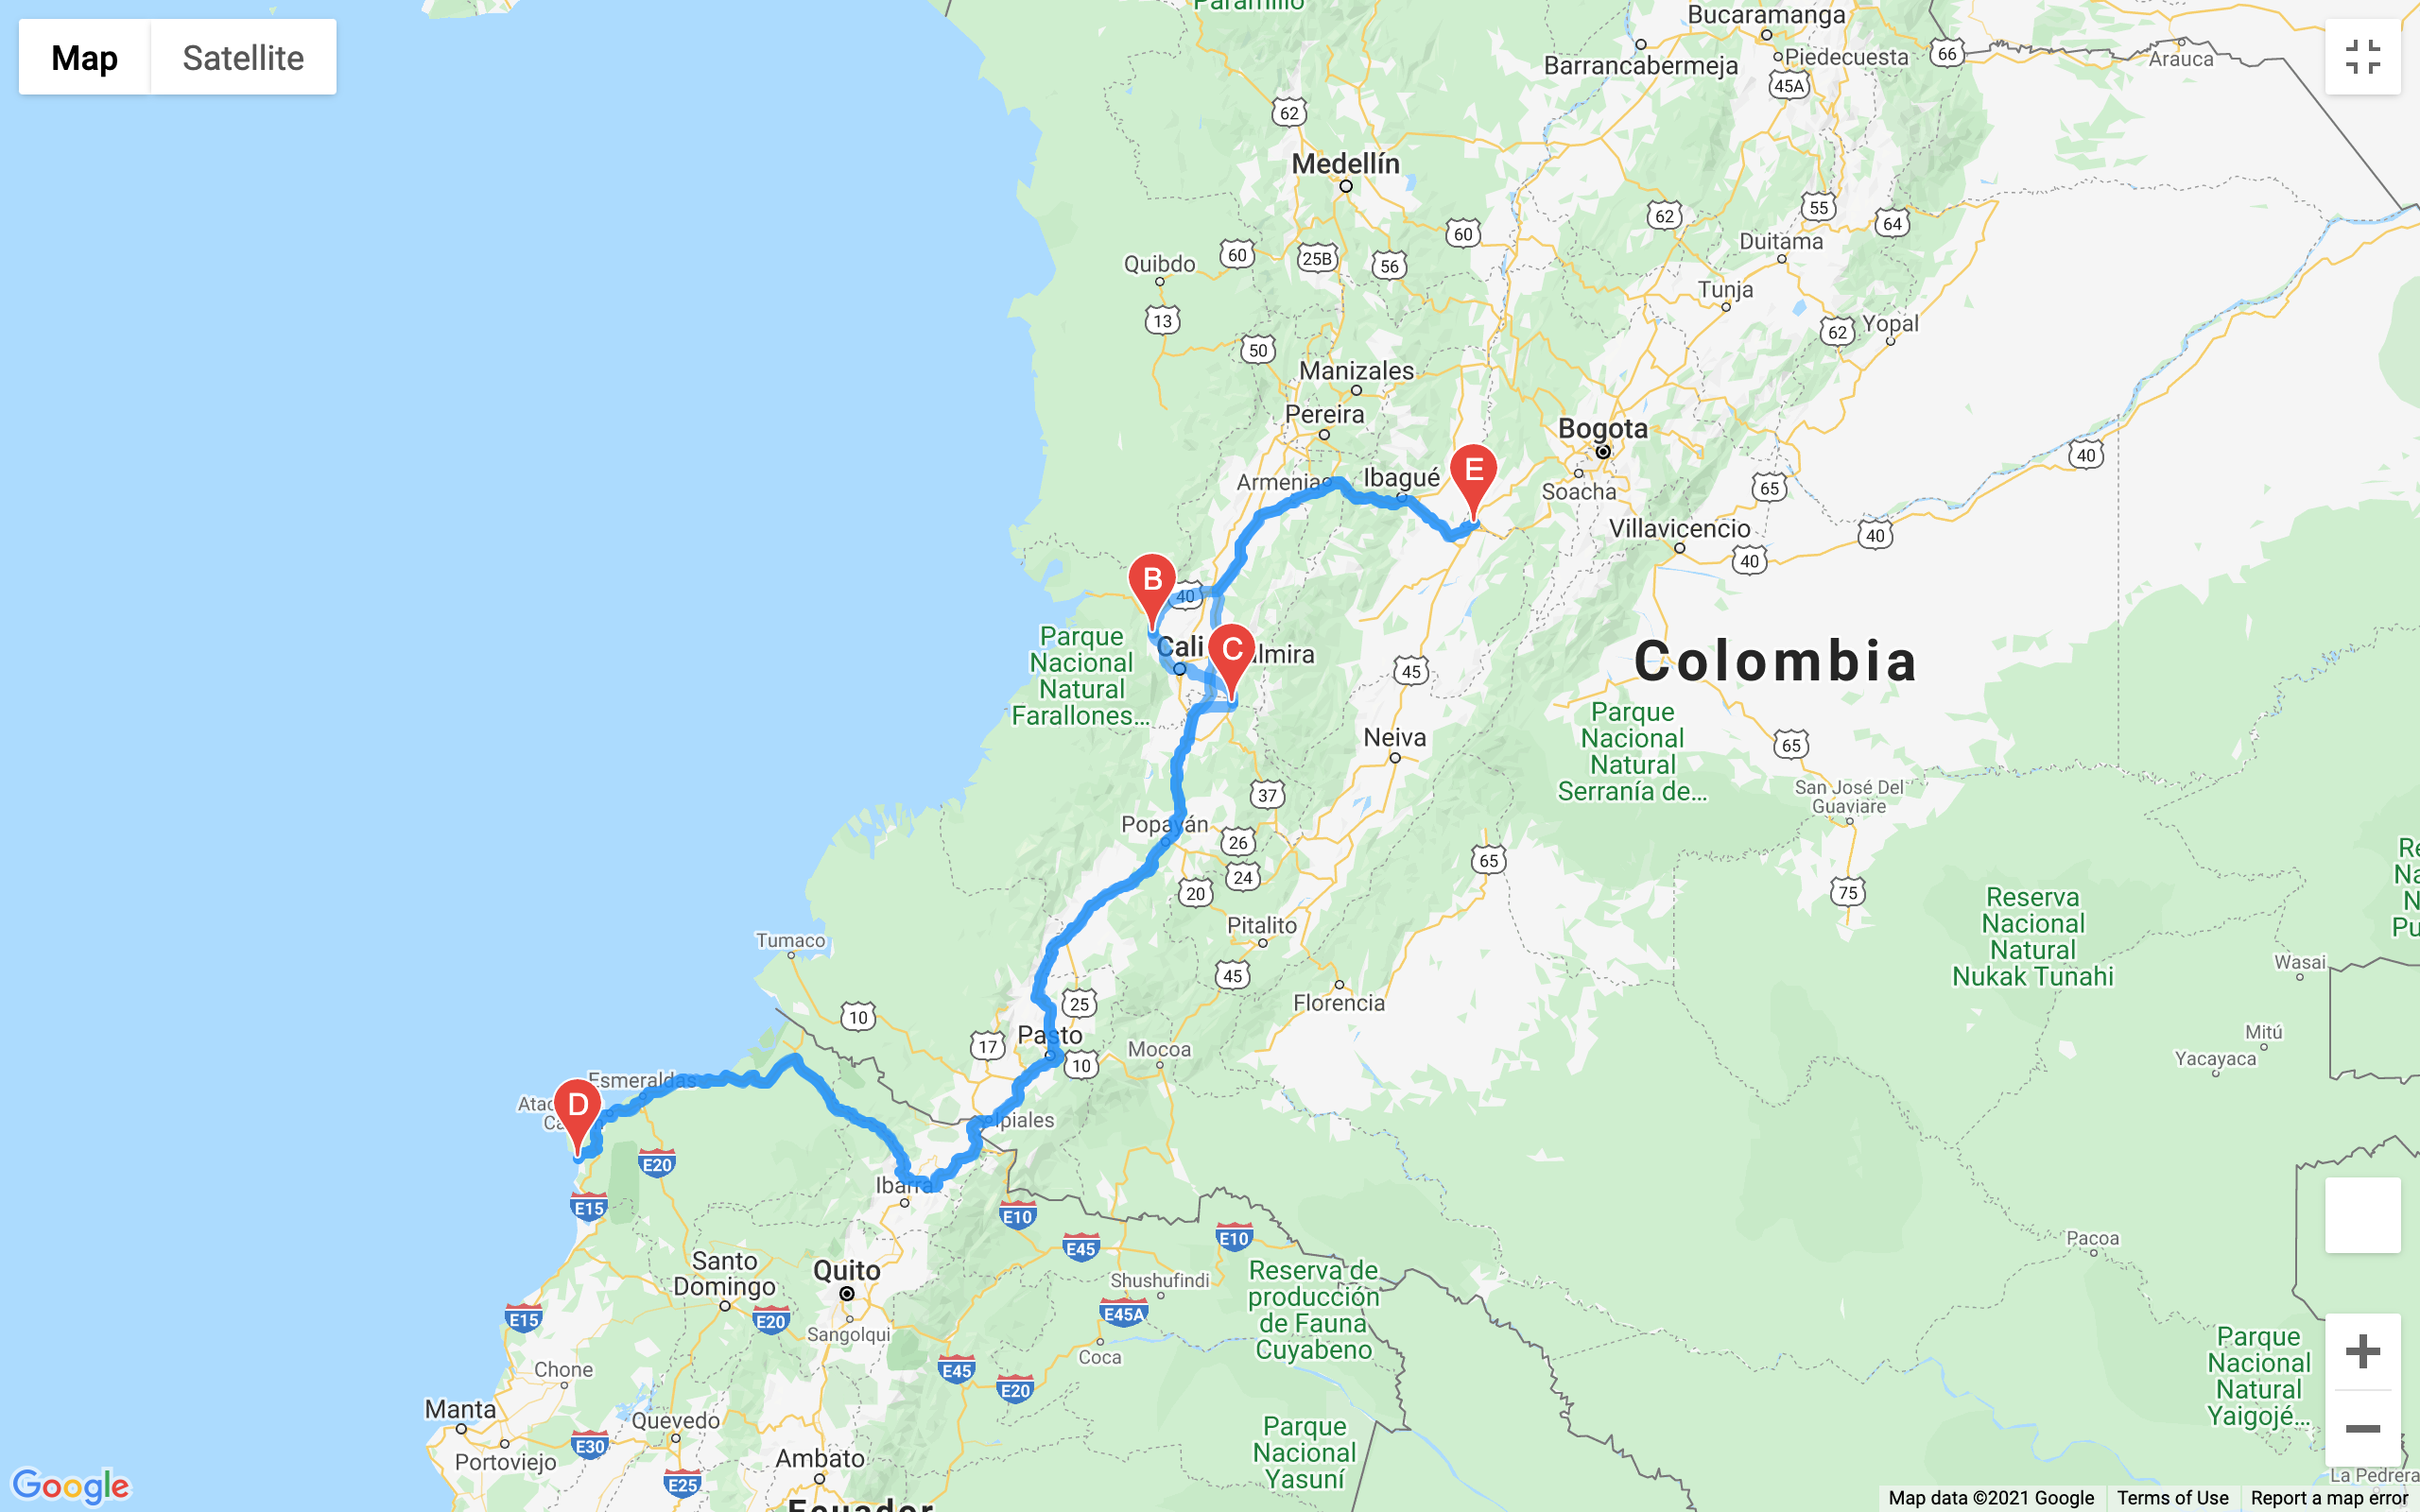 Map
Satellite
Paramillo
Bucaramanga
Barrancabermeja
Piedecuesta
66
Arauca
45A
62
Medellín
60
62
55
64
Duitama
60
25B
56
Quibdo
Tunja
13
62
Yopal
50
Manizales
Pereira
Bogota
40
E
Ibagué
Armenia
Soacha
65
Villavicencio
40
40
B
40
Parque
Nacional
Natural
Farallones...
Cali
C
lmira
45
Colombia
Parque
Nacional
Natural
Serranía de...
Neiva
65
San José Del
Guaviare
37
Popayán
26
24
20
65
75
Reserva
Nacional
Natural
Nukak Tunahi
Pitalito
Tumaco
45
Wasai
Florencia
25
10
Pasto
17
10
Mocoa
Mitú
Yacayaca
Esmeraldas
D
Atac
Ca
Ipiales
E20
Ibarra
E15
E10
E10
E45
Pacoa
Santo
Domingo
Quito
Shushufindi
Reserva de
producción
de Fauna
Cuyabeno
E15
E20
E45A
Sangolqui
Coca
Parque
Nacional
Natural
Yaigojé...
Chone
E45
E20
Manta
Quevedo
Portoviejo
E30
Ambato
Parque
Nacional
Yasuní
E25
La Pedrera
Ecuador
Google
Map data ©2021 Google
Terms of Use
Report a map error